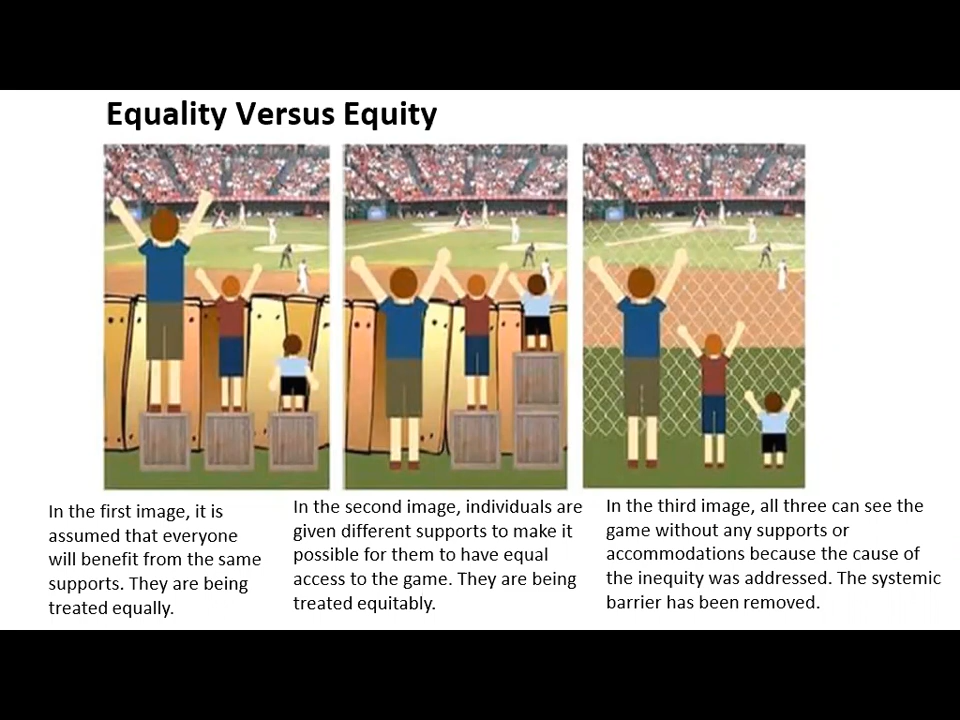 Equality Versus Equity
In the first image, it is
assumed that everyone
will benefit from the same
supports. They are being
treated equally.
In the second image, individuals are
given different supports to make it
possible for them to have equal
access to the game. They are being
treated equitably.
In the third image, all three can see the
game without any supports or
accommodations because the cause of
the inequity was addressed. The systemic
barrier has been removed.